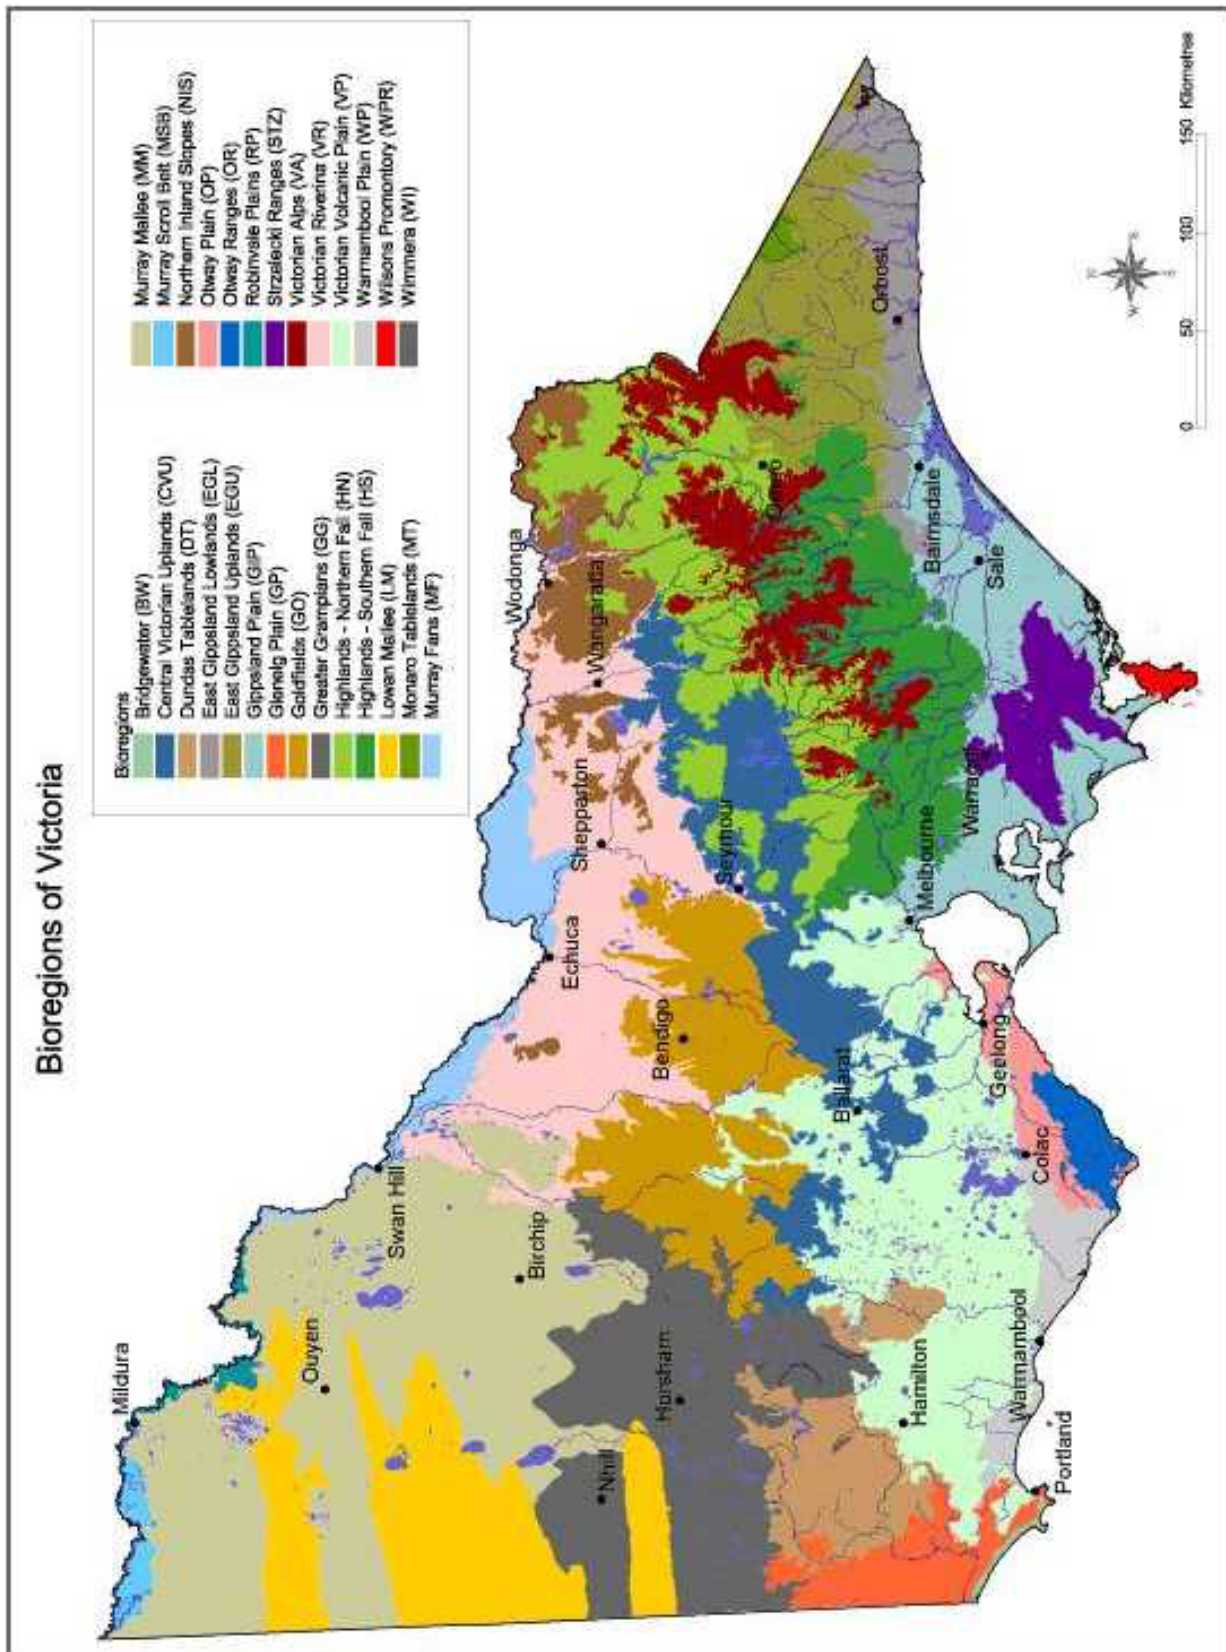 Bioregions of Victoria
Bioregions
Bridgewater (BW)
Central Victorian Uplands (CVU)
Dundas Tablelands (DT)
East Gippsland Lowlands (EGL)
East Gippsland Uplands (EGU)
Gippsland Plain (GIP)
Glenelg Plain (GP)
Goldfields (GO)
Greater Grampians (GG)
Highlands - Northern Fall (HN)
Highlands - Southern Fall (HS)
Lowan Mallee (LM)
Monaro Tablelands (MT)
Murray Fans (MF)
Murray Mallee (MM)
Murray Scroll Belt (MSB)
Northern Inland Slopes (NIS)
Otway Plain (OP)
Otway Ranges (OR)
Robinvale Plains (RP)
Strzelecki Ranges (STZ)
Victorian Alps (VA)
Victorian Riverina (VR)
Victorian Volcanic Plain (VP)
Warrnambool Plain (WP)
Wilsons Promontory (WPR)
Wimmera (WI)
Mildura
Ouyen
Swan Hill
Birchip
Nhill
Horsham
Echuca
Bendigo
Shepparton
Wodonga
Wangaratta
Seymour
Omeo
Orbost
Bairnsdale
Sale
Warragul
Melbourne
Ballarat
Geelong
Colac
Hamilton
Warrnambool
Portland
0 50 100 150 Kilometres